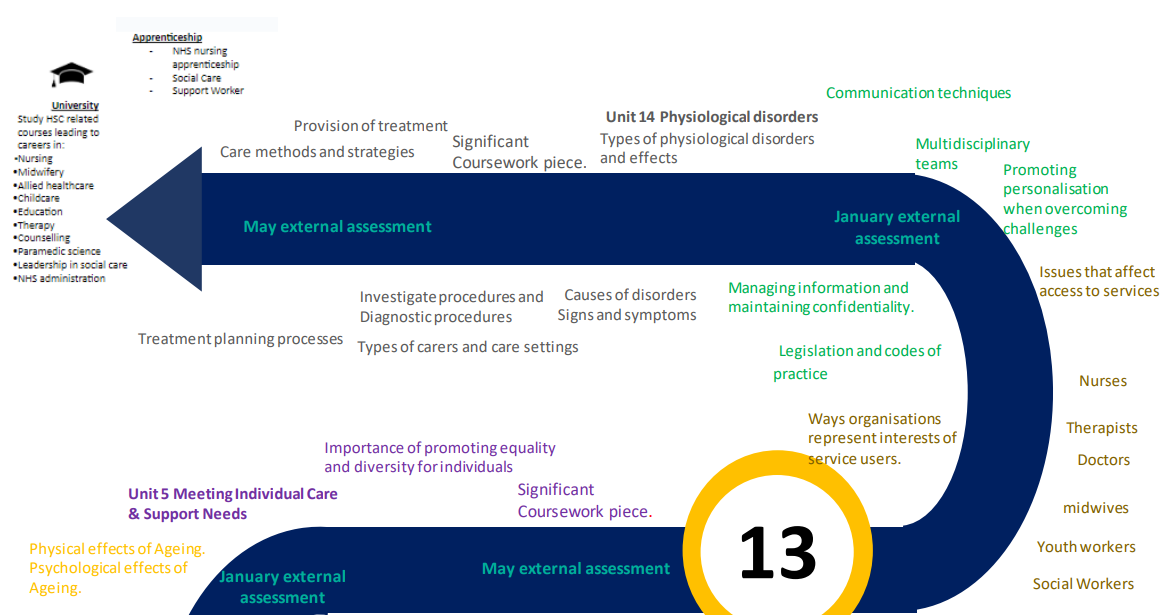 Apprenticeship
- NHS nursing
apprenticeship
- Social Care
- Support Worker
University
Study HSC related
courses leading to
careers in:
•Nursing
•Midwifery
•Allied healthcare
•Childcare
•Education
•Therapy
•Counselling
•Paramedic science
•Leadership in social care
•NHS administration
Provision of treatment
Care methods and strategies
Significant
Coursework piece.
Unit 14 Physiological disorders
Types of physiological disorders
and effects
Communication techniques
Multidisciplinary
teams
Promoting
personalisation
when overcoming
challenges
May external assessment
January external
assessment
Issues that affect
access to services
Investigate procedures and
Diagnostic procedures
Causes of disorders
Signs and symptoms
Managing information and
maintaining confidentiality.
Treatment planning processes
Types of carers and care settings
Legislation and codes of
practice
Nurses
Therapists
Doctors
midwives
Youth workers
Social Workers
Ways organisations
represent interests of
service users.
Importance of promoting equality
and diversity for individuals
Unit 5 Meeting Individual Care
& Support Needs
Significant
Coursework piece.
Physical effects of Ageing.
Psychological effects of
Ageing.
January external
assessment
May external assessment
13